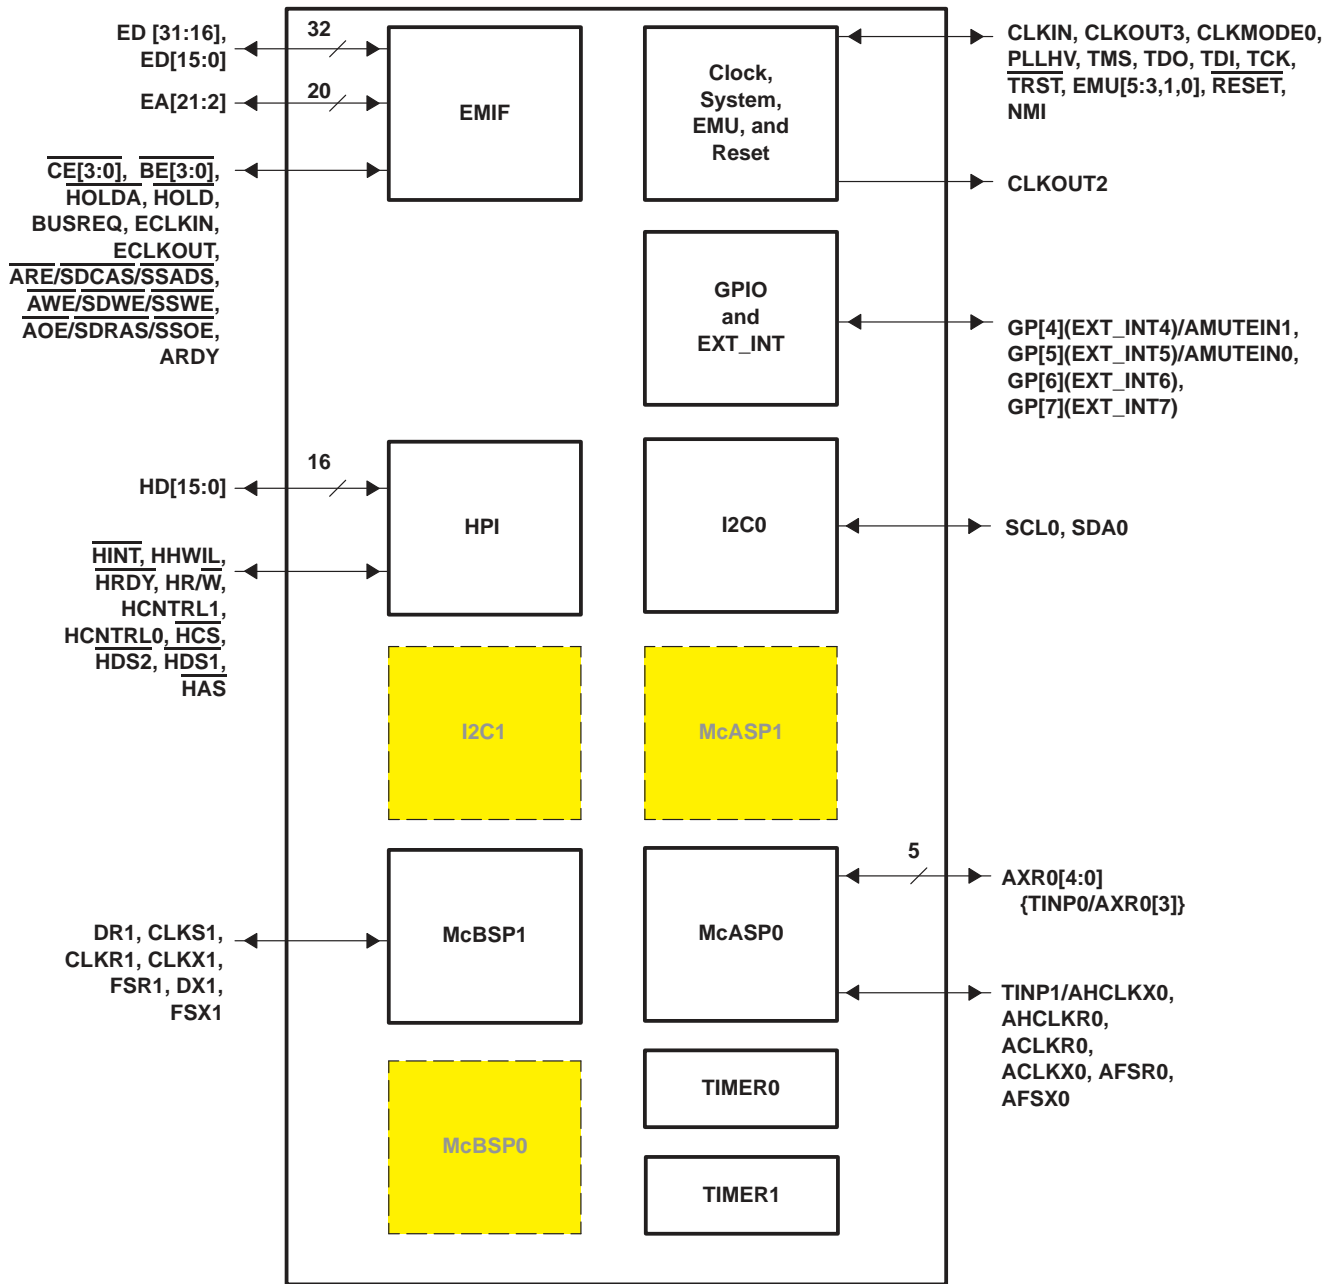 ED [31:16],
ED[15:0]
32
EA[21:2]
20
CE[3:0], BE[3:0],
HOLDA, HOLD,
BUSREQ, ECLKIN,
ECLKOUT,
ARE/SDCAS/SSADS,
AWE/SDWE/SSWE,
AOE/SDRAS/SSOE,
ARDY
EMIF
Clock,
System,
EMU, and
Reset
CLKIN, CLKOUT3, CLKMODE0,
PLLHV, TMS, TDO, TDI, TCK,
TRST, EMU[5:3,1,0], RESET,
NMI
CLKOUT2
GPIO
and
EXT_INT
GP[4](EXT_INT4)/AMUTEIN1,
GP[5](EXT_INT5)/AMUTEIN0,
GP[6](EXT_INT6),
GP[7](EXT_INT7)
HD[15:0]
16
HINT, HHWIL,
HRDY, HR/W,
HCNTRL1,
HCNTRL0, HCS,
HDS2, HDS1,
HAS
HPI
I2C0
SCL0, SDA0
I2C1
McASP1
DR1, CLKS1,
CLKR1, CLKX1,
FSR1, DX1,
FSX1
McBSP1
McASP0
5
AXR0[4:0]
{TINP0/AXR0[3]}
TINP1/AHCLKX0,
AHCLKR0,
ACLKR0,
ACLKX0, AFSR0,
AFSX0
McBSP0
TIMER0
TIMER1